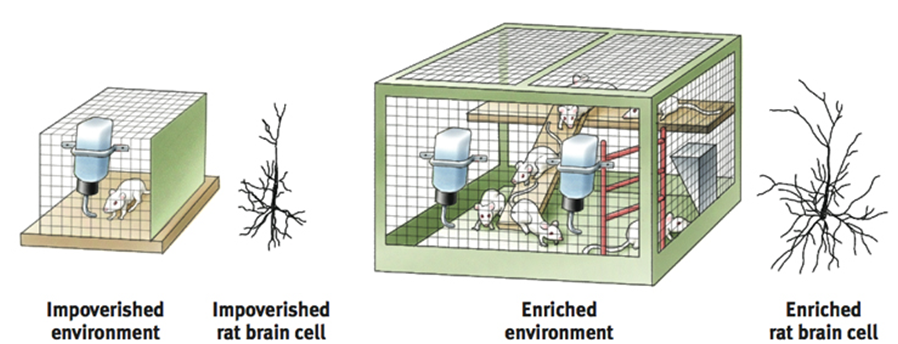 Impoverished
environment
Impoverished
rat brain cell
Enriched
environment
Enriched
rat brain cell